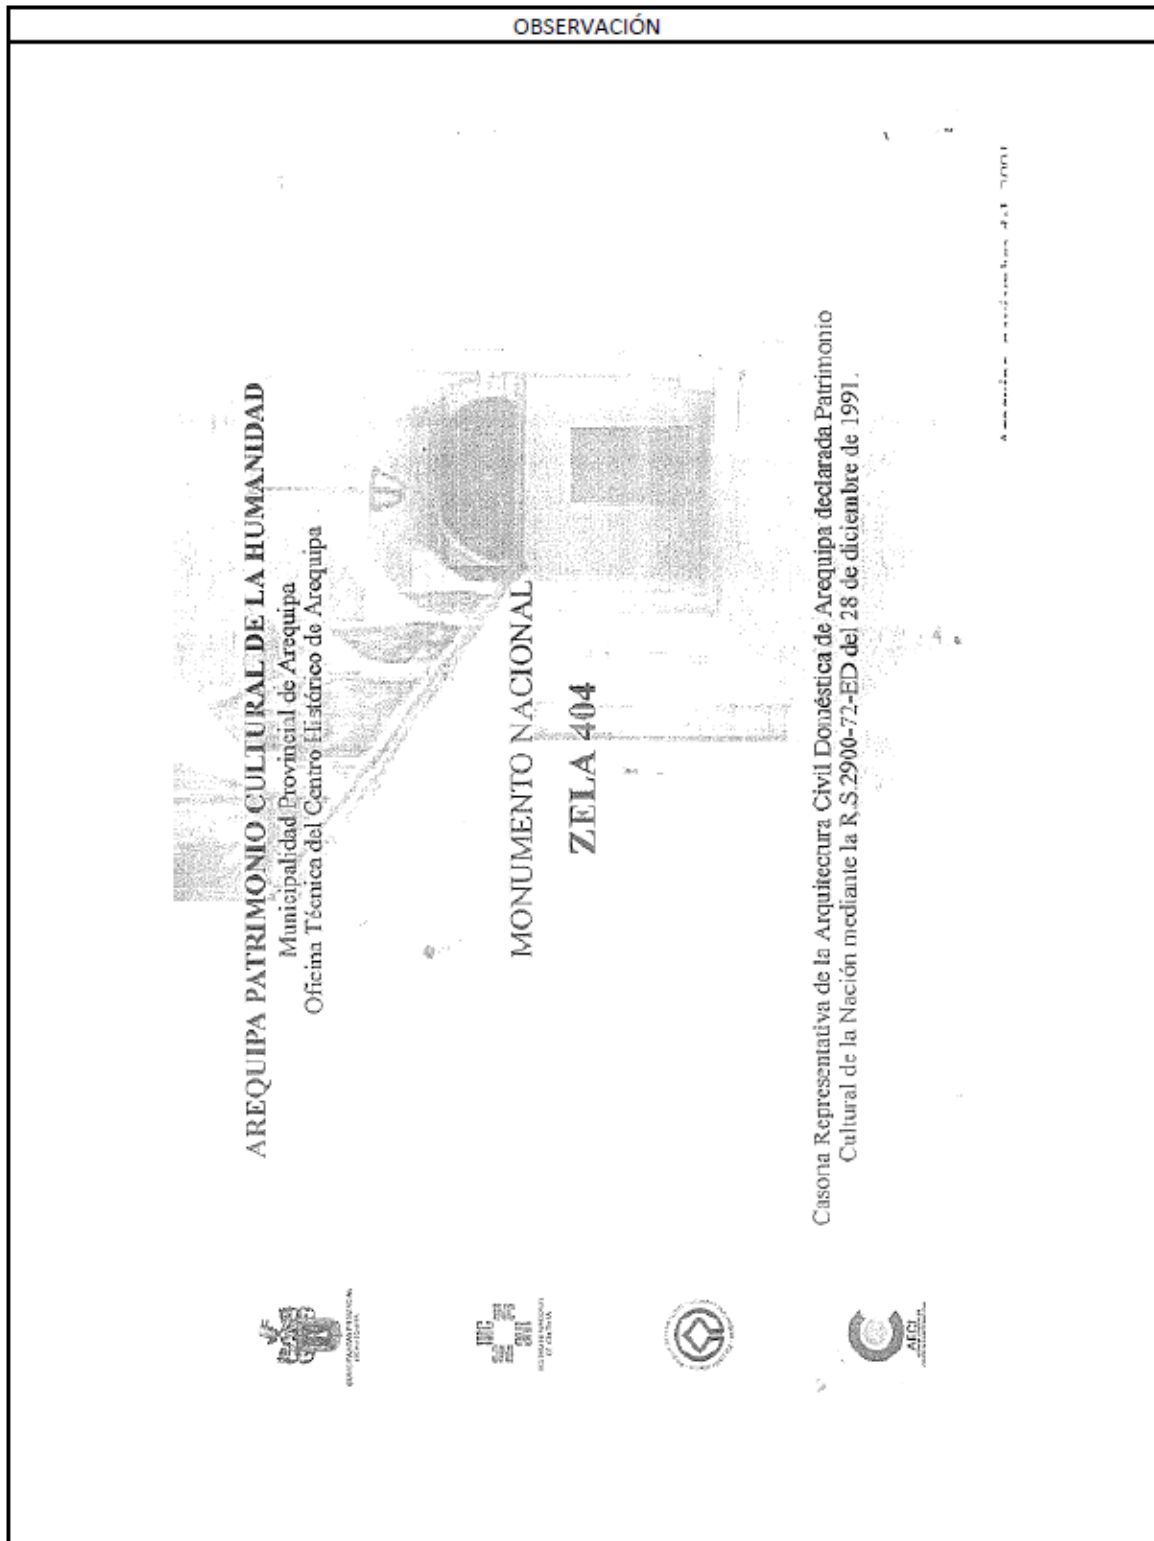 OBSERVACIÓN
AREQUIPA PATRIMONIO CULTURAL DE LA HUMANIDAD
Municipalidad Provincial de Arequipa
Oficina Técnica del Centro Histórico de Arequipa
MONUMENTO NACIONAL
ZELA 404
Casona Representativa de la Arquitectura Civil Doméstica de Arequipa declarada Patrimonio
Cultural de la Nación mediante la R.S.2900-72-ED del 28 de diciembre de 1991.
AECI